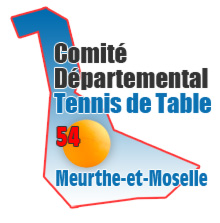 Comité
Départemental
Tennis de Table
54
Meurthe-et-Moselle